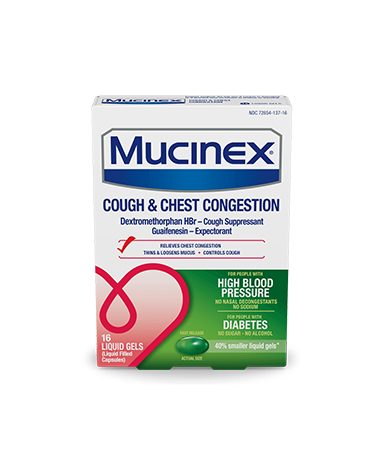 NDC 72854-137-16
MUCINEX®
COUGH & CHEST CONGESTION
Dextromethorphan HBr – Cough Suppressant
Guaifenesin – Expectorant
RELIEVES CHEST CONGESTION
THINS & LOOSENS MUCUS • CONTROLS COUGH
FOR PEOPLE WITH
HIGH BLOOD
PRESSURE
NO NASAL DECONGESTANTS
NO SODIUM
FOR PEOPLE WITH
DIABETES
NO SUGAR - NO ALCOHOL
40% smaller liquid gels
16
LIQUID GELS
(Liquid Filled
Capsules)
FAST RELEASE
ACTUAL SIZE